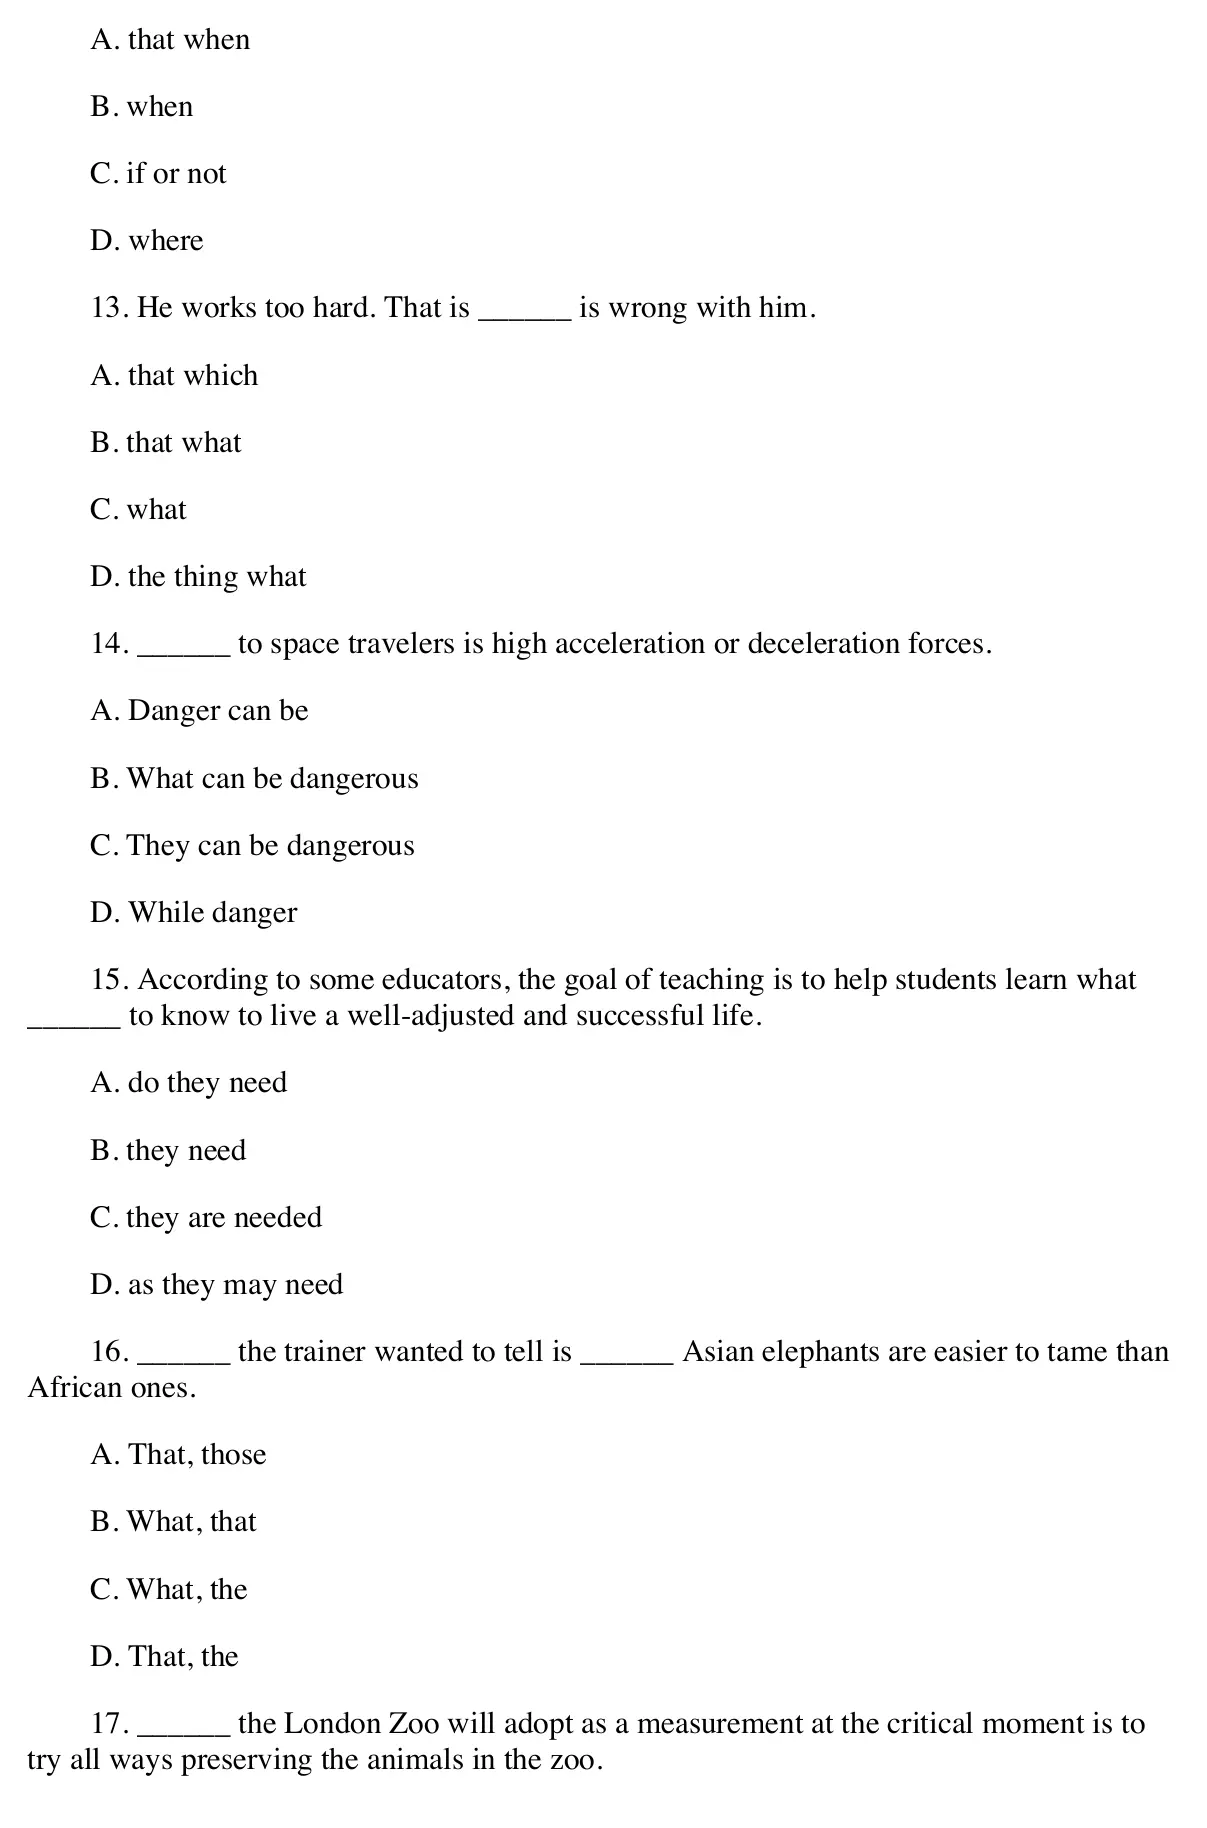 A. that when
B. when
C. if or not
D. where
13. He works too hard. That is ______ is wrong with him.
A. that which
B. that what
C. what
D. the thing what
14. ______ to space travelers is high acceleration or deceleration forces.
A. Danger can be
B. What can be dangerous
C. They can be dangerous
D. While danger
15. According to some educators, the goal of teaching is to help students learn what
______ to know to live a well-adjusted and successful life.
A. do they need
B. they need
C. they are needed
D. as they may need
16. ______ the trainer wanted to tell is ______ Asian elephants are easier to tame than
African ones.
A. That, those
B. What, that
C. What, the
D. That, the
17. ______ the London Zoo will adopt as a measurement at the critical moment is to
try all ways preserving the animals in the zoo.